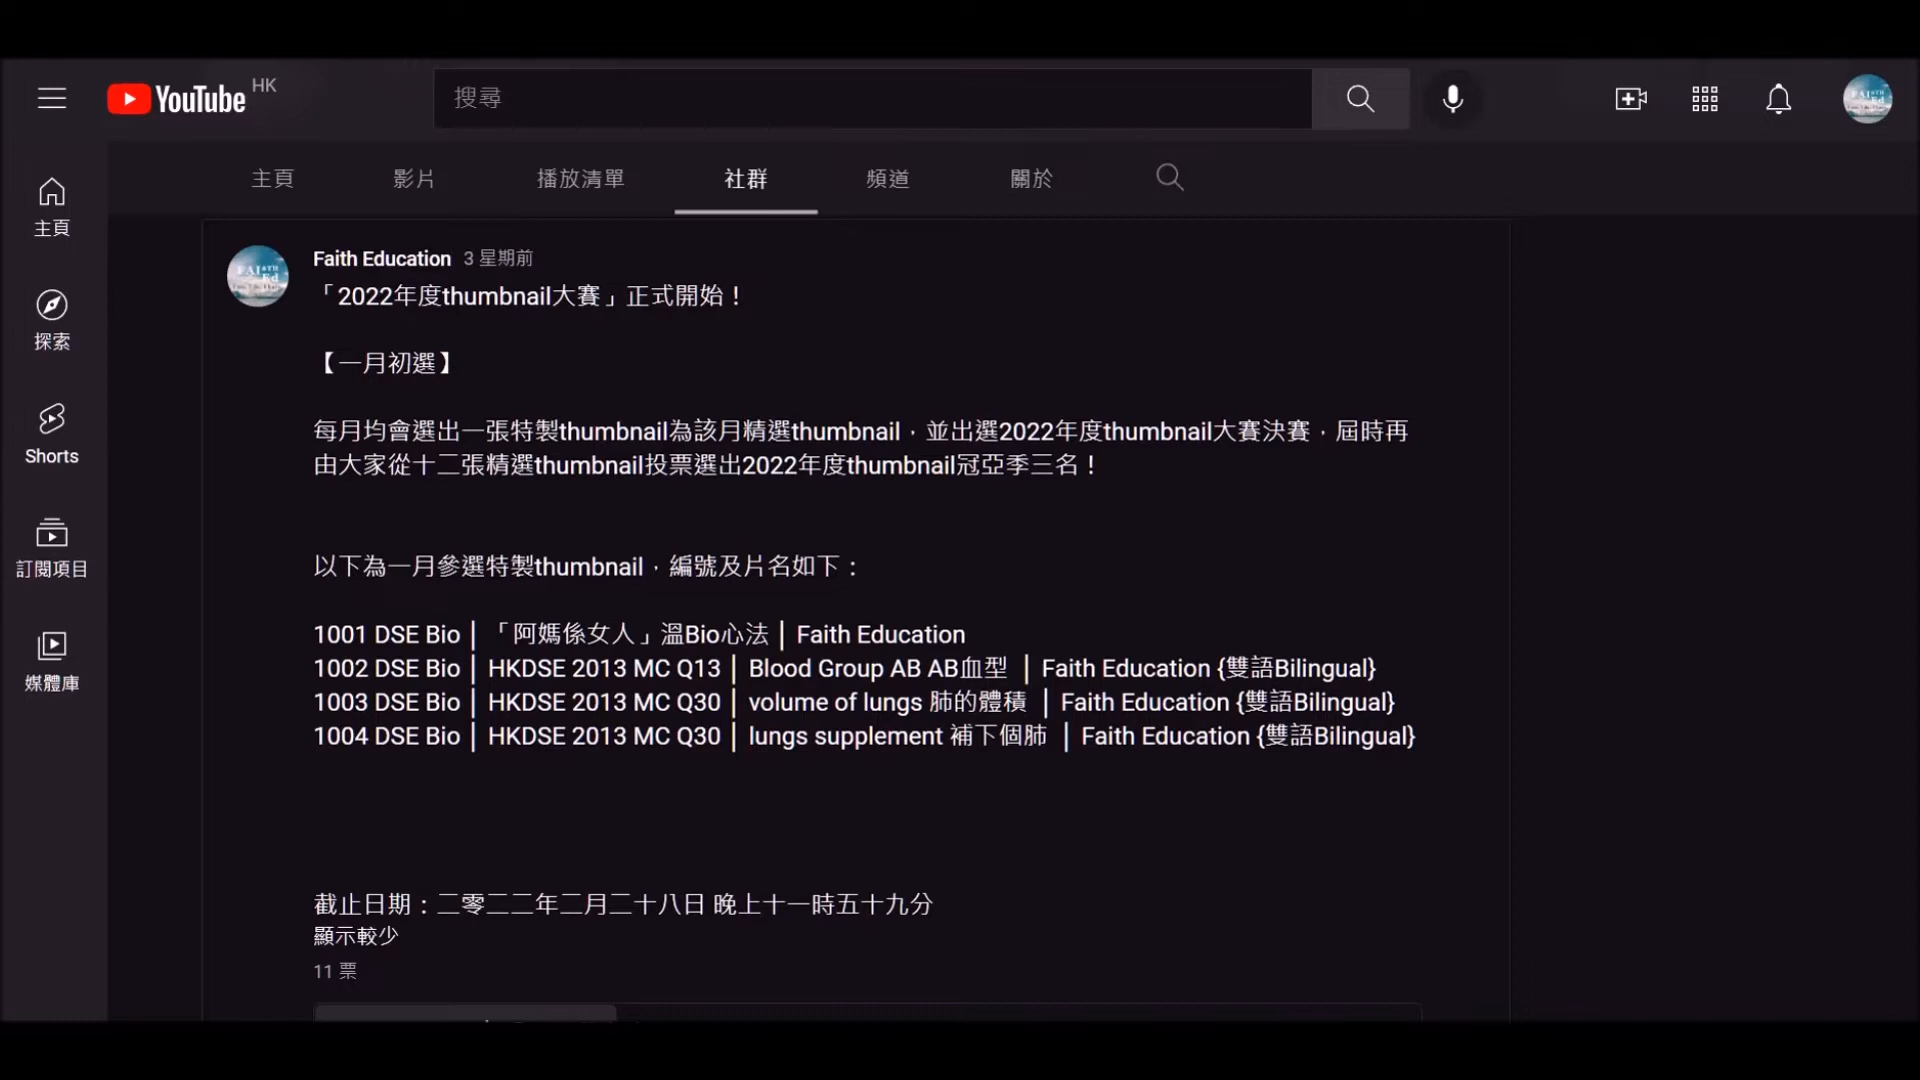 YouTube HK
搜尋
主頁 影片 播放清單 社群 頻道 關於
主頁
探索
Shorts
訂閱項目
媒體庫
Faith Education 3 星期前
「2022年度thumbnail大賽」正式開始！
【一月初選】
每月均會選出一張特製thumbnail為該月精選thumbnail，並出選2022年度thumbnail大賽決賽，屆時再
由大家從十二張精選thumbnail投票選出2022年度thumbnail冠亞季三名！
以下為一月參選特製thumbnail，編號及片名如下：
1001 DSE Bio│「阿媽係女人」溫Bio心法│Faith Education
1002 DSE Bio│HKDSE 2013 MC Q13│Blood Group AB AB血型 │Faith Education {雙語Bilingual}
1003 DSE Bio│HKDSE 2013 MC Q30│volume of lungs 肺的體積 │Faith Education {雙語Bilingual}
1004 DSE Bio│HKDSE 2013 MC Q30│lungs supplement 補下個肺 │Faith Education {雙語Bilingual}
截止日期：二零二二年二月二十八日 晚上十一時五十九分
顯示較少
11 票